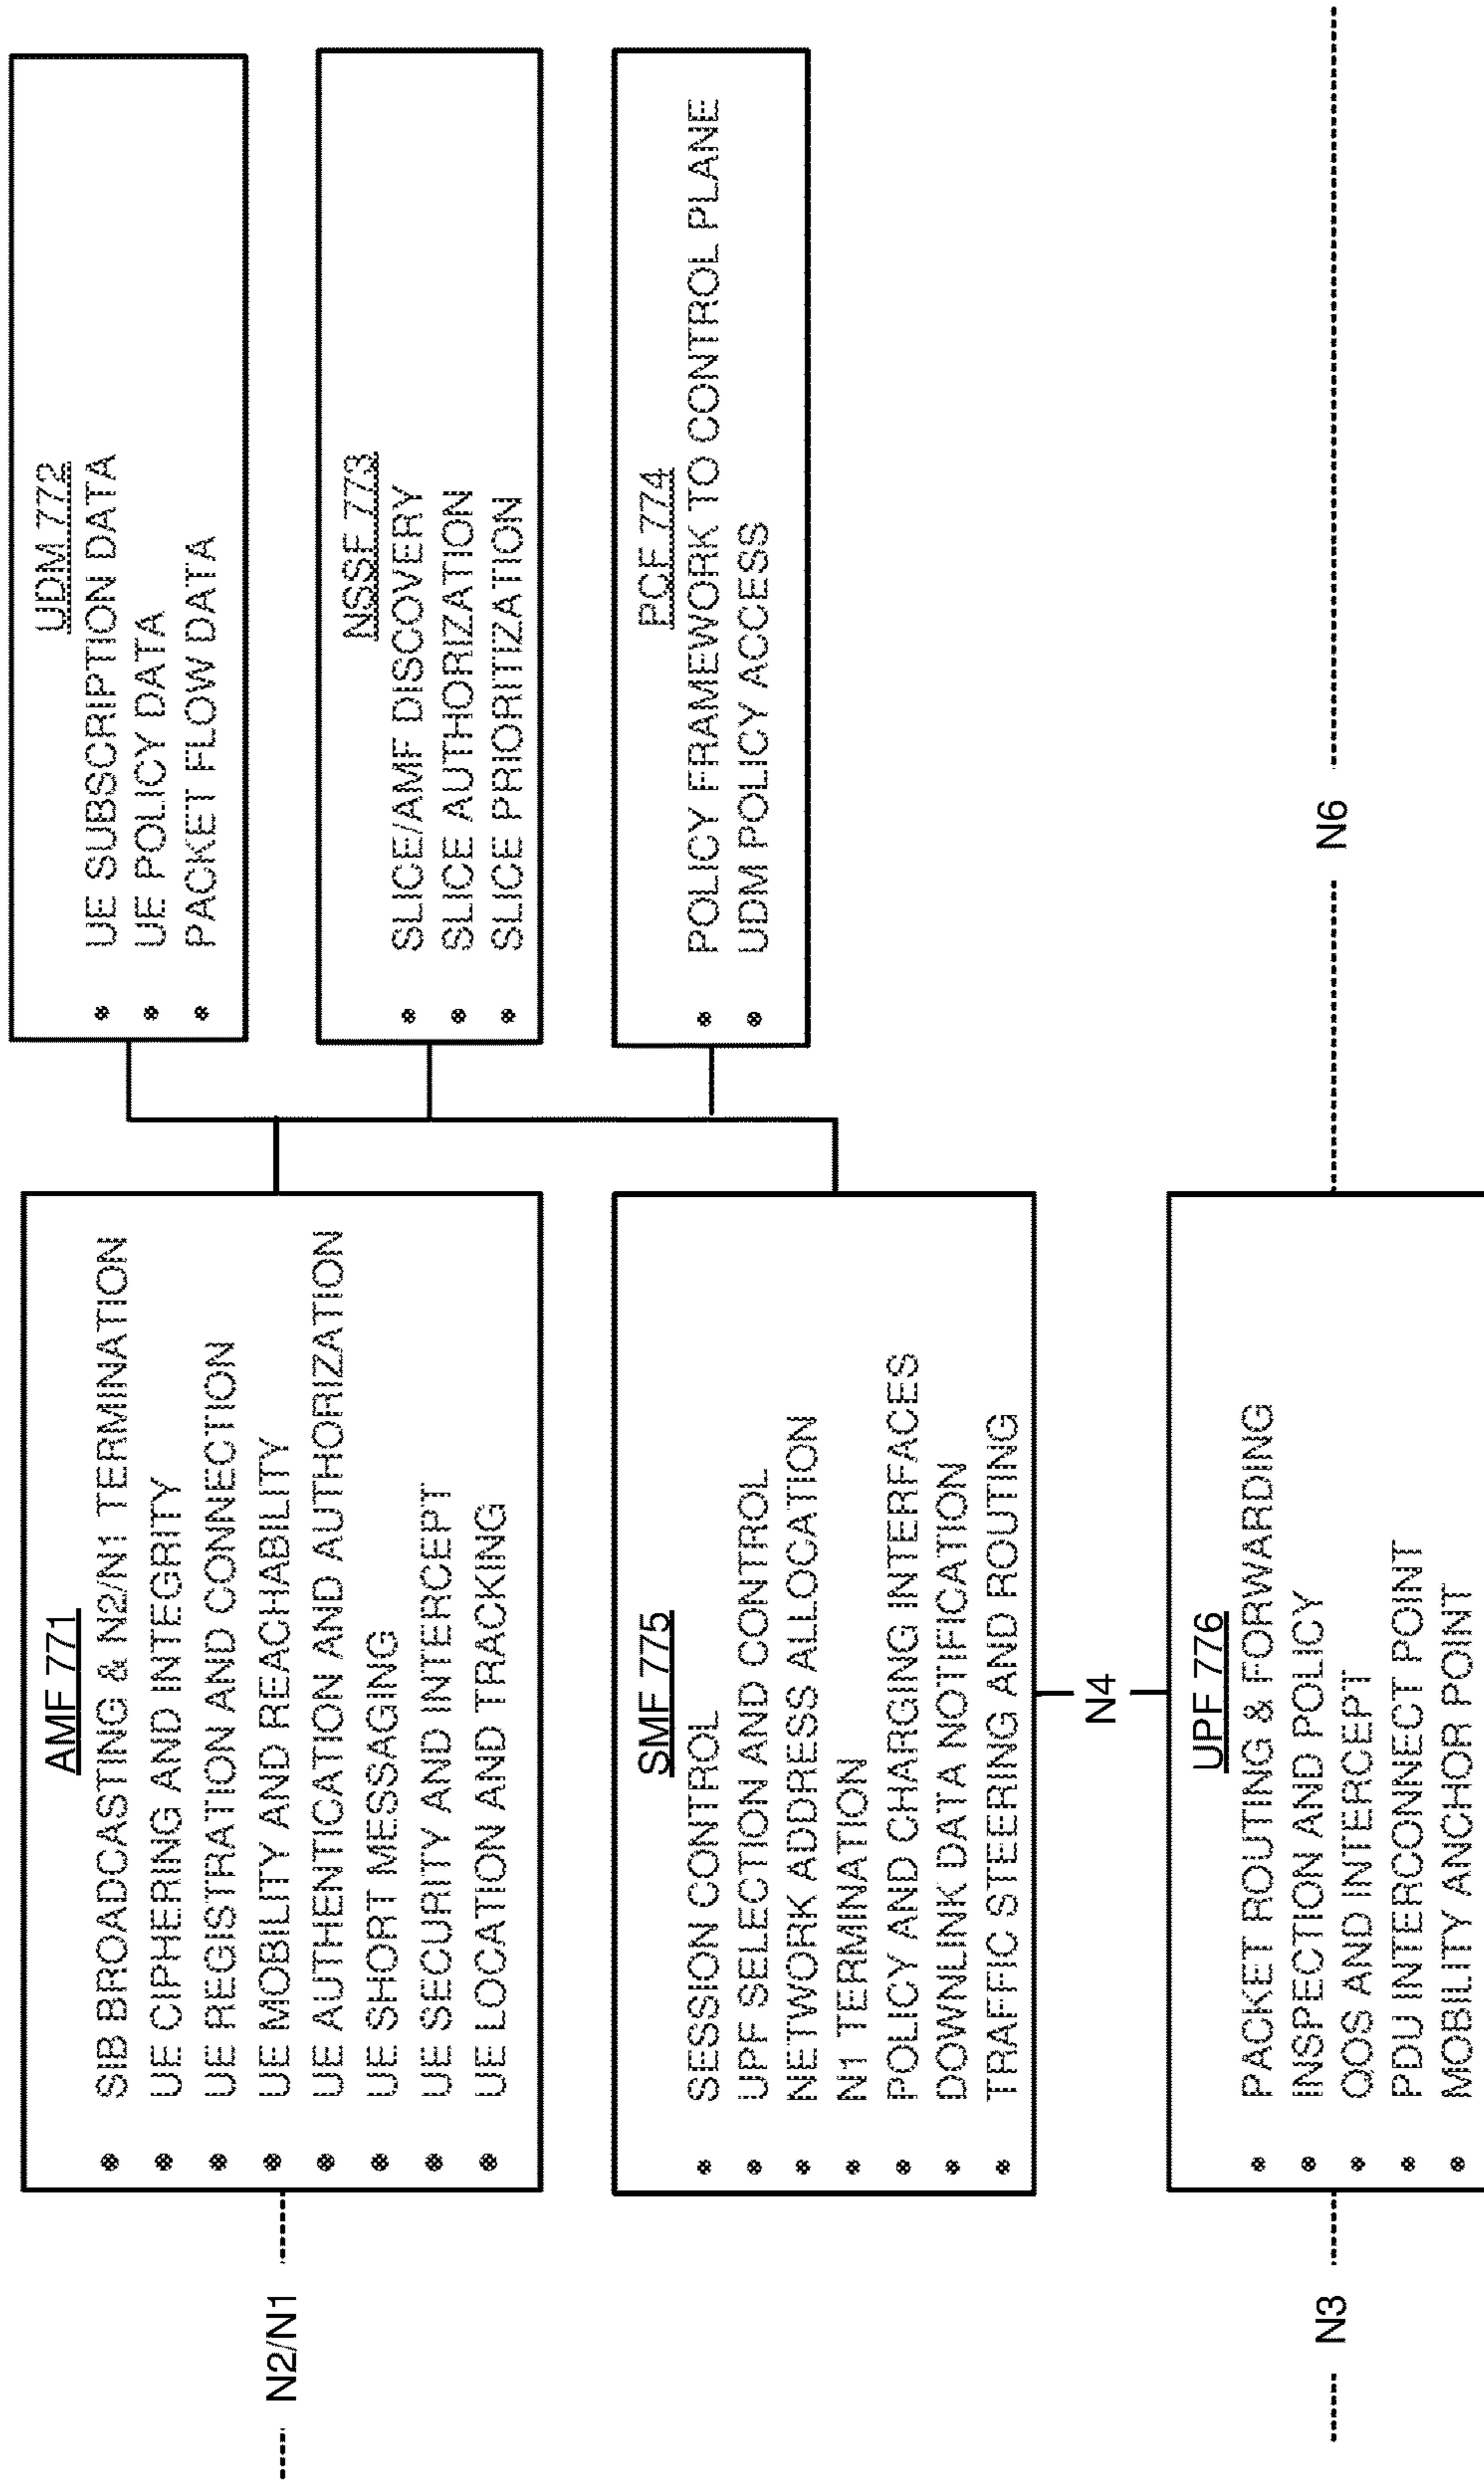 AMF 771
SIB BROADCASTING & N2/N1 TERMINATION
UE CIPHERING AND INTEGRITY
UE REGISTRATION AND CONNECTION
UE MOBILITY AND REACHABILITY
UE AUTHENTICATION AND AUTHORIZATION
UE SHORT MESSAGING
UE SECURITY AND INTERCEPT
UE LOCATION AND TRACKING
N2/N1
UDM 772
UE SUBSCRIPTION DATA
UE POLICY DATA
PACKET FLOW DATA
NSSF 773
SLICE/AMF DISCOVERY
SLICE AUTHORIZATION
SLICE PRIORITIZATION
SMF 775
SESSION CONTROL
UPF SELECTION AND CONTROL
NETWORK ADDRESS ALLOCATION
N1 TERMINATION
POLICY AND CHARGING INTERFACES
DOWNLINK DATA NOTIFICATION
TRAFFIC STEERING AND ROUTING
PCF 774
POLICY FRAMEWORK TO CONTROL PLANE
UDM POLICY ACCESS
N4
UPF 776
PACKET ROUTING & FORWARDING
INSPECTION AND POLICY
QOS AND INTERCEPT
PDU INTERCONNECT POINT
MOBILITY ANCHOR POINT
N3
N6